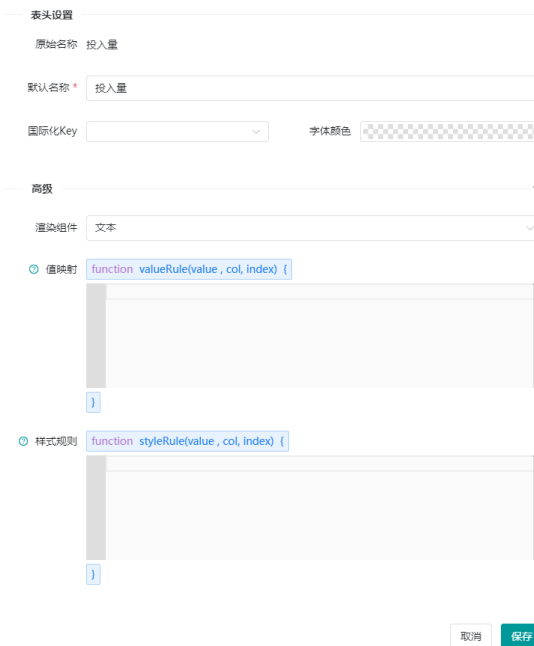 表头设置
原始名称 投入量
默认名称 * 投入量
国际化Key 字体颜色
高级
渲染组件 文本
值映射 function valueRule(value , col, index) {
}
样式规则 function styleRule(value , col, index) {
}
取消 保存